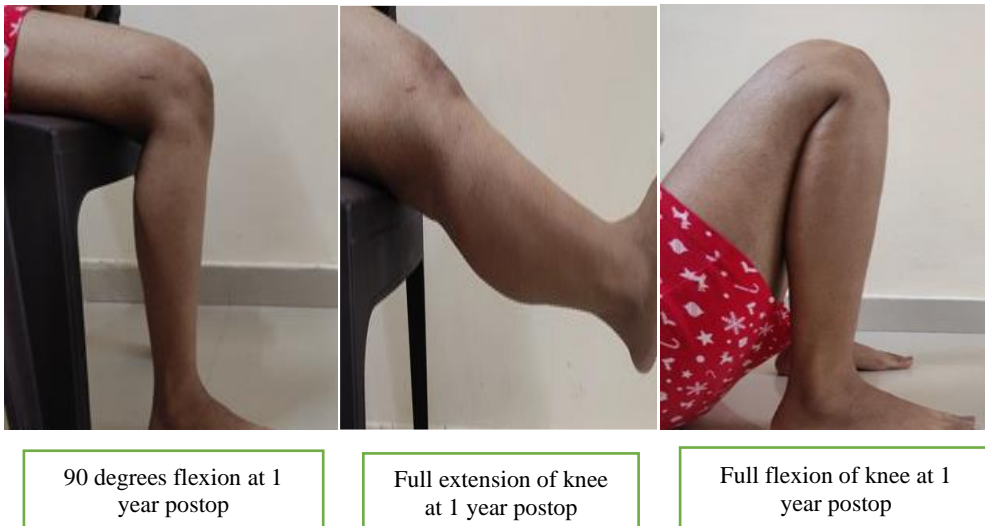 90 degrees flexion at 1
year postop
Full extension of knee
at 1 year postop
Full flexion of knee at 1
year postop